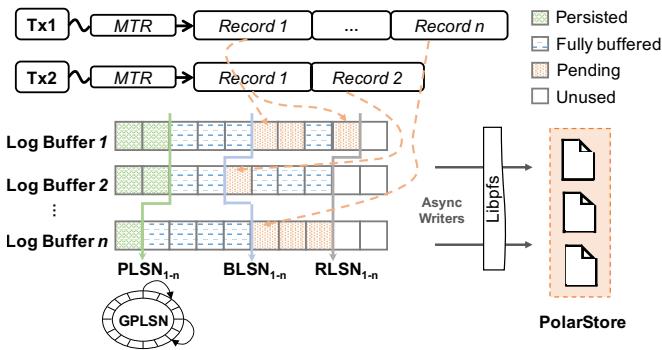 Tx1 MTR Record 1 ... Record n
Tx2 MTR Record 1 Record 2
Persisted
Fully buffered
Pending
Unused
Log Buffer 1
Log Buffer 2
⋮
Log Buffer n
PLSN1-n BLSN1-n RLSN1-n
GPLSN
Async
Writers
Libpfs
PolarStore